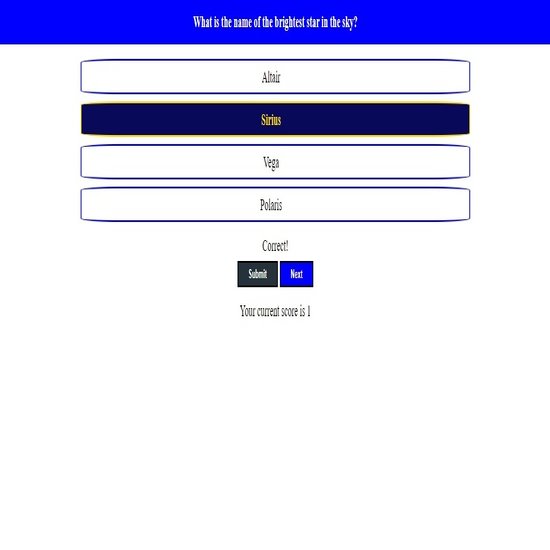 What is the name of the brightest star in the sky?
Altair
Sirius
Vega
Polaris
Correct!
Submit Next
Your current score is 1